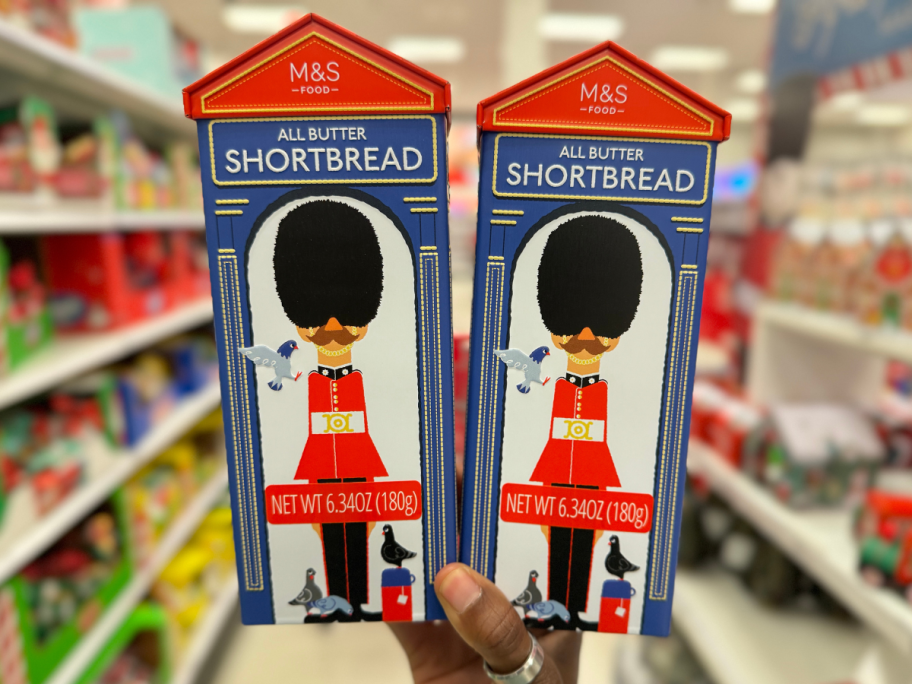 M&S
—FOOD—
ALL BUTTER
SHORTBREAD
NET WT 6.34OZ (180g)
M&S
—FOOD—
ALL BUTTER
SHORTBREAD
NET WT 6.34OZ (180g)